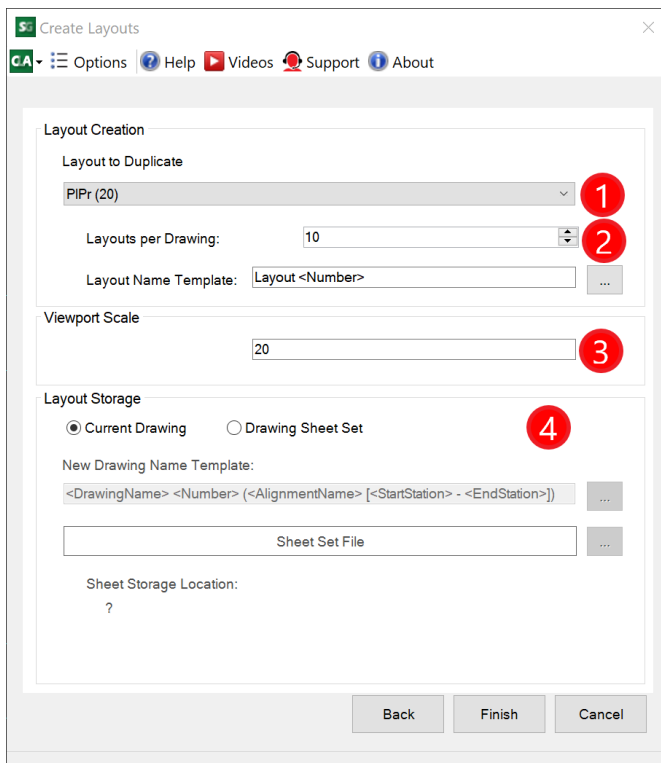 SG Create Layouts
CA Options Help Videos Support About
Layout Creation
Layout to Duplicate
PlPr (20)
1
Layouts per Drawing:
10
2
Layout Name Template:
Layout <Number>
...
Viewport Scale
20
3
Layout Storage
Current Drawing
Drawing Sheet Set
4
New Drawing Name Template:
<DrawingName> <Number> (<AlignmentName> [<StartStation> - <EndStation>])
...
Sheet Set File
...
Sheet Storage Location:
?
Back
Finish
Cancel